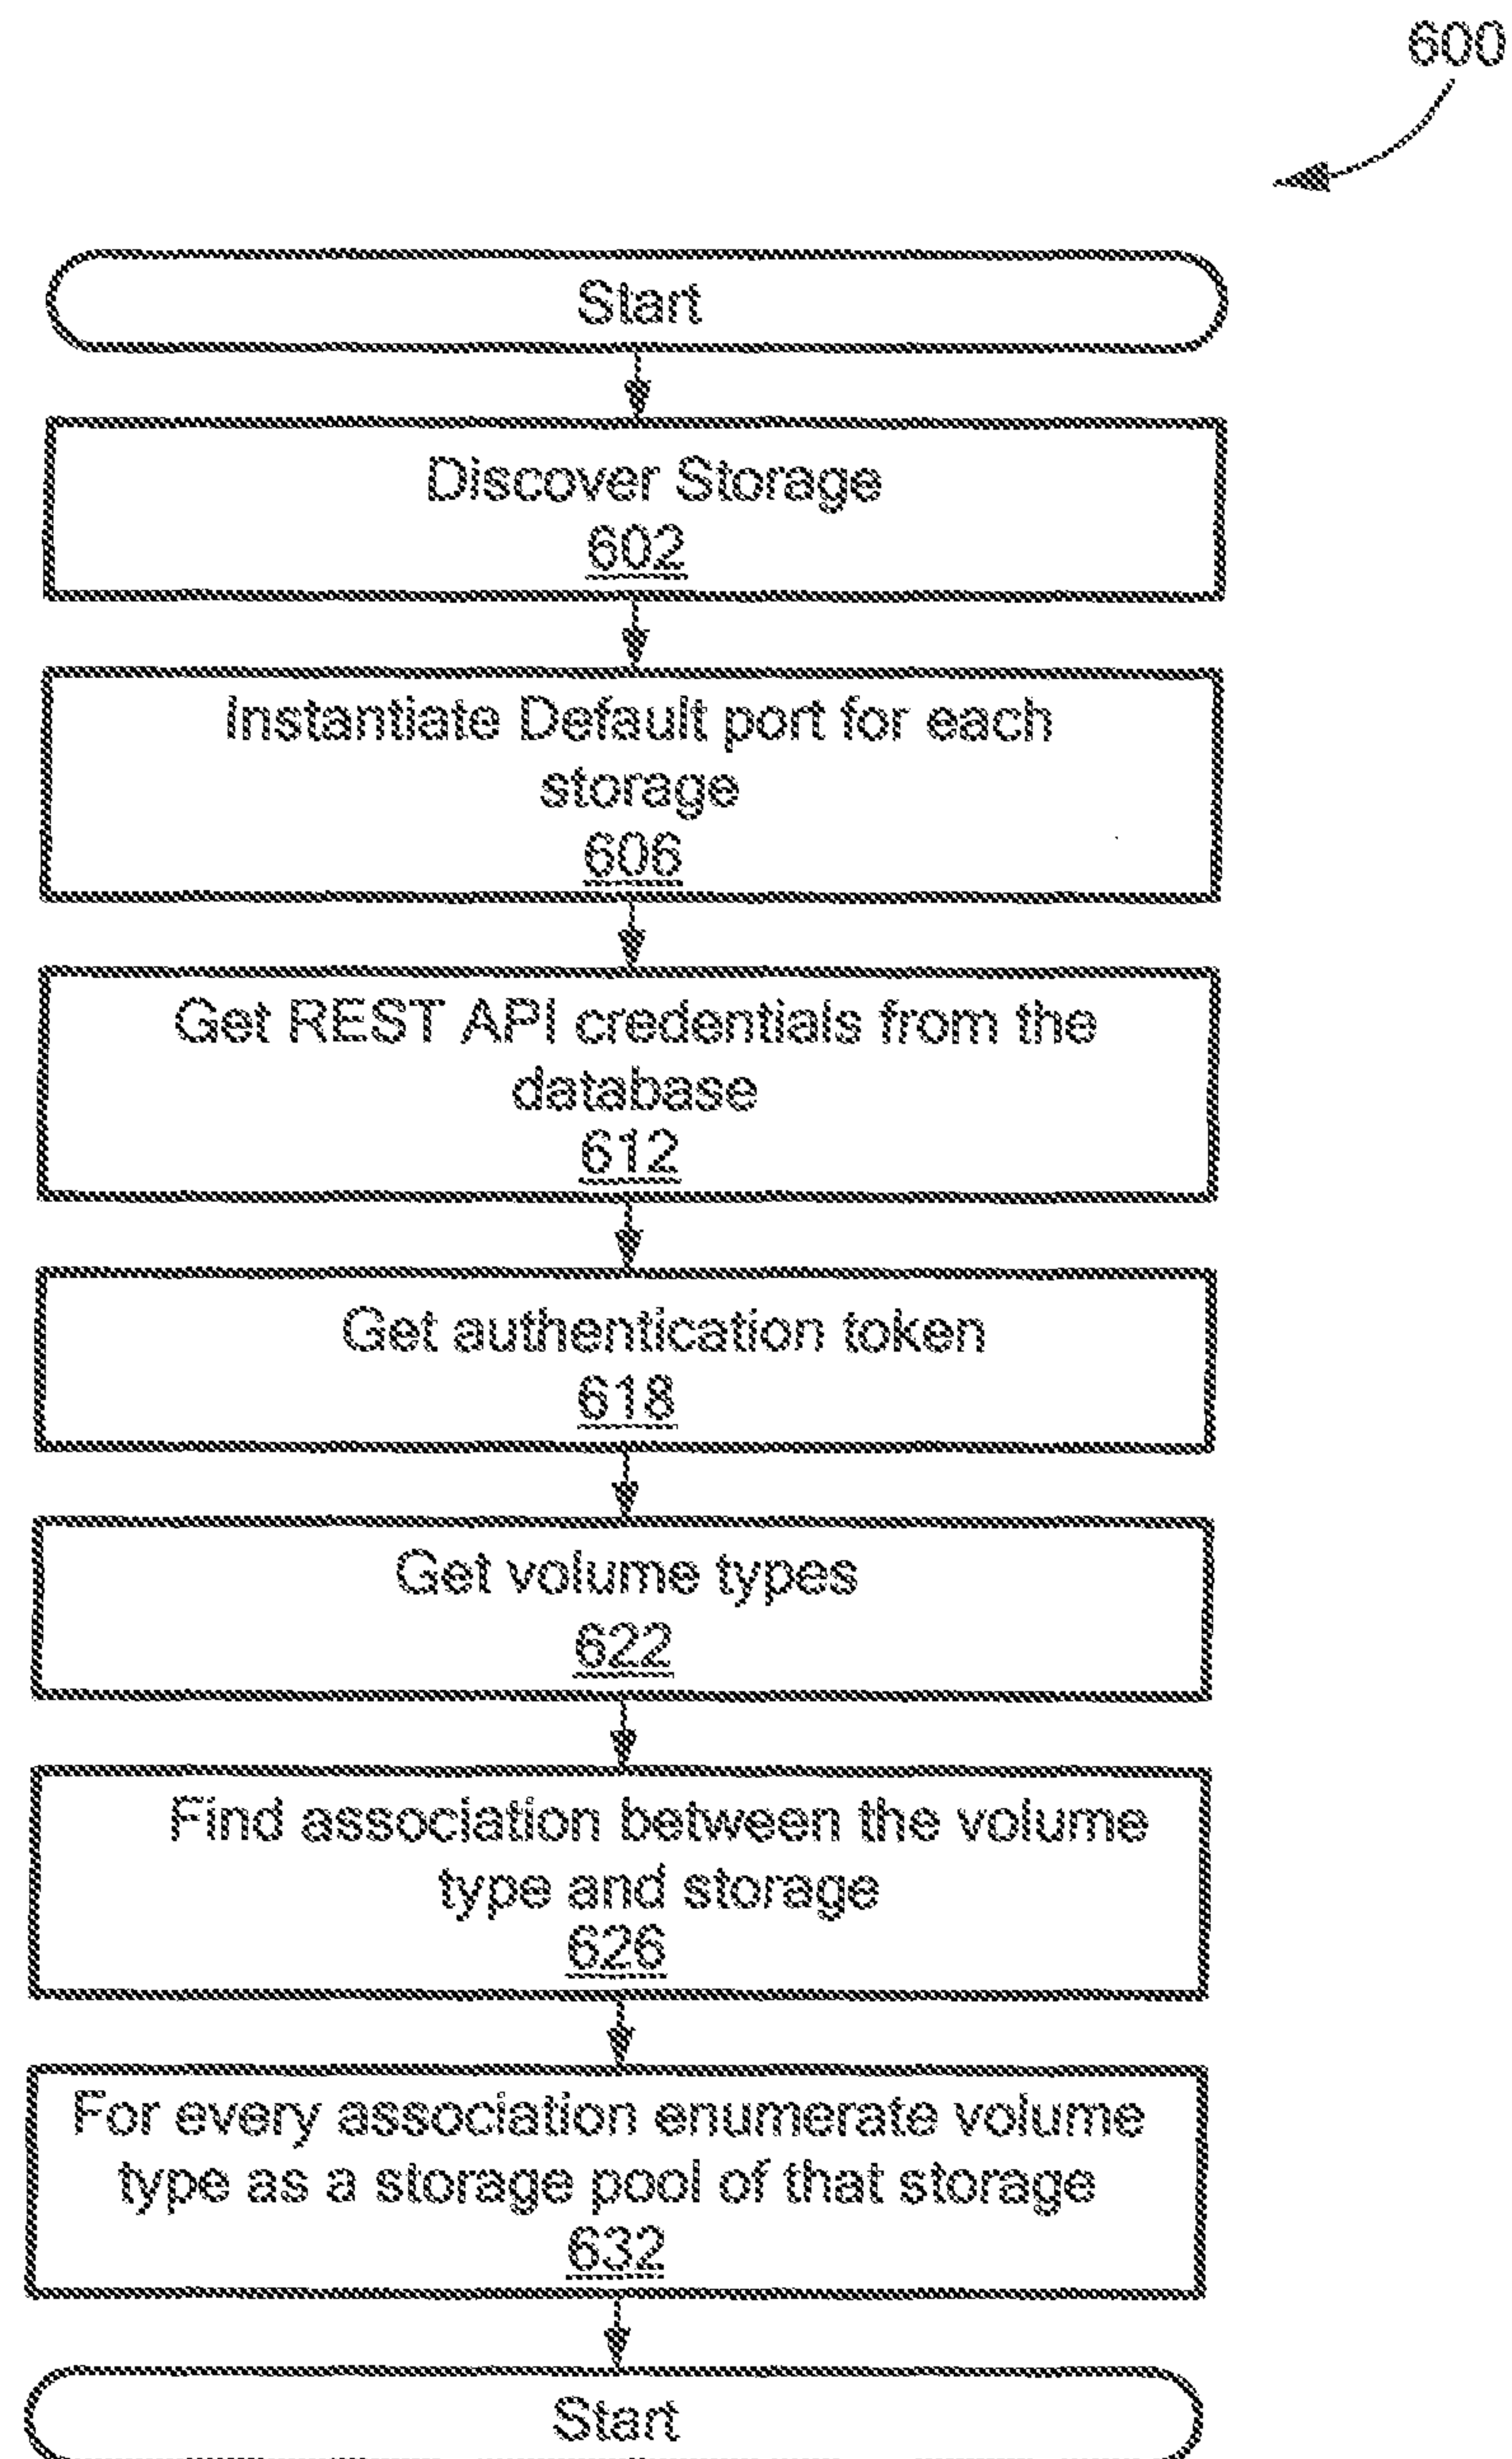 600
Start
Discover Storage
602
Instantiate Default port for each
storage
606
Get REST API credentials from the
database
612
Get authentication token
618
Get volume types
622
Find association between the volume
type and storage
626
For every association enumerate volume
type as a storage pool of that storage
632
Start